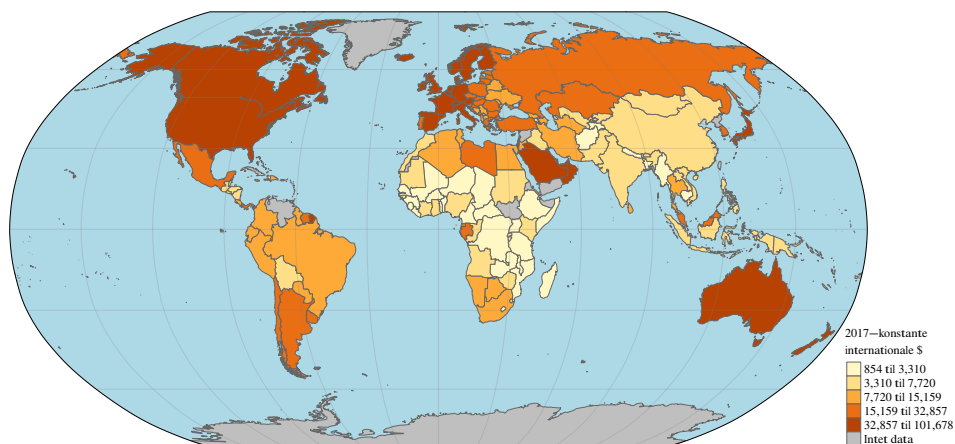 2017—konstante
internationale $
854 til 3,310
3,310 til 7,720
7,720 til 15,159
15,159 til 32,857
32,857 til 101,678
Intet data